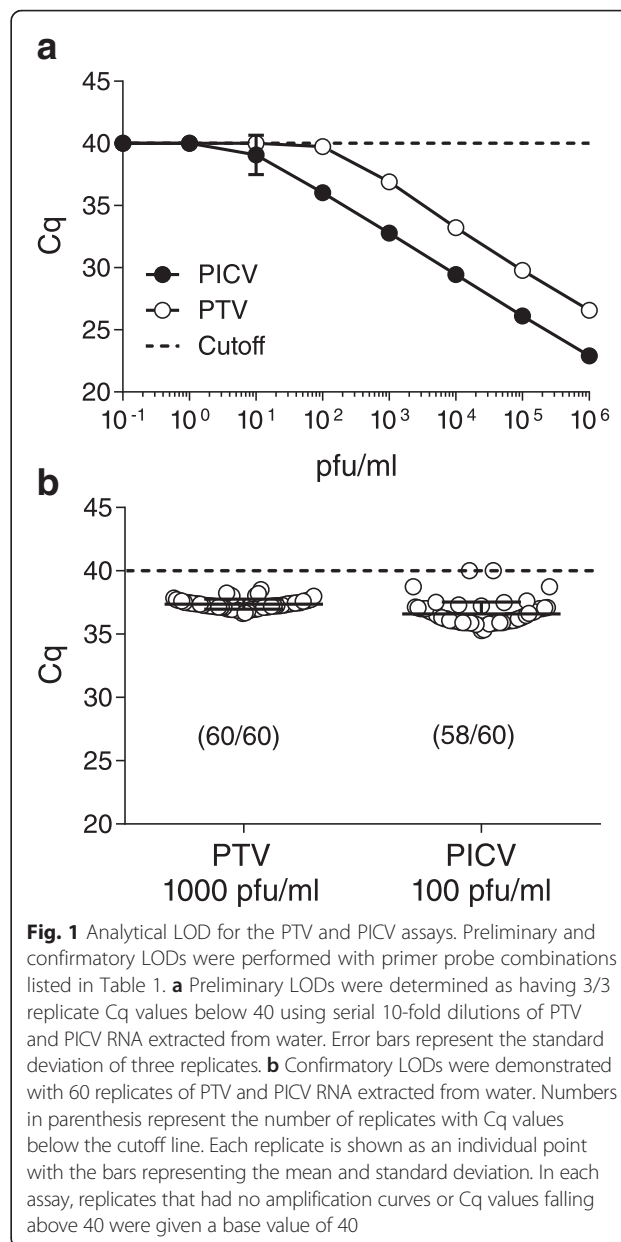 a
45
40
35
30
25
20
Cq
PICV
PTV
Cutoff
10-1 100 101 102 103 104 105 106
pfu/ml
b
45
40
35
30
25
20
Cq
(60/60) (58/60)
PTV PICV
1000 pfu/ml 100 pfu/ml
Fig. 1 Analytical LOD for the PTV and PICV assays. Preliminary and
confirmatory LODs were performed with primer probe combinations
listed in Table 1. a Preliminary LODs were determined as having 3/3
replicate Cq values below 40 using serial 10-fold dilutions of PTV
and PICV RNA extracted from water. Error bars represent the standard
deviation of three replicates. b Confirmatory LODs were demonstrated
with 60 replicates of PTV and PICV RNA extracted from water. Numbers
in parenthesis represent the number of replicates with Cq values
below the cutoff line. Each replicate is shown as an individual point
with the bars representing the mean and standard deviation. In each
assay, replicates that had no amplification curves or Cq values falling
above 40 were given a base value of 40